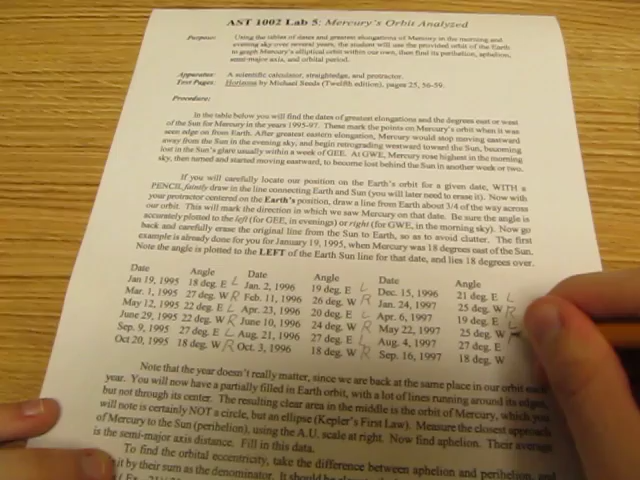 AST 1002 Lab 5: Mercury's Orbit Analyzed
Purpose: Using the tables of dates and greatest elongations of Mercury in the morning and
evening sky over several years, the student will use the provided orbit of the Earth
to graph Mercury's elliptical orbit within our own, then find its perihelion, aphelion,
semi-major axis, and orbital period.
Apparatus: A scientific calculator, straightedge, and protractor.
Text Pages: Horizons by Michael Seeds (Twelfth edition), pages 25, 56-59.
Procedure:
In the table below you will find the dates of greatest elongations and the degrees east or west
of the Sun for Mercury in the years 1995-97. These mark the points on Mercury's orbit when it was
seen edge on from Earth. After greatest eastern elongation, Mercury would stop moving eastward
away from the Sun in the evening sky, and begin retrograding westward toward the Sun, becoming
lost in the Sun's glare usually within a week of GEE. At GWE, Mercury rose highest in the morning
sky, then turned and started moving eastward, to become lost behind the Sun in another week or two.
If you will carefully locate our position on the Earth's orbit for a given date, WITH a
PENCIL, faintly draw in the line connecting Earth and Sun (you will later need to erase it). Now with
your protractor centered on the Earth's position, draw a line from Earth about 3/4 of the way across
our orbit. This will mark the direction in which we saw Mercury on that date. Be sure the angle is
accurately plotted to the left (for GEE, in evenings) or right (for GWE, in the morning sky). Now go
back and carefully erase the original line from the Sun to Earth, so as to avoid clutter. The first
example is already done for you for January 19, 1995, when Mercury was 18 degrees east of the Sun.
Note the angle is plotted to the LEFT of the Earth Sun line for that date, and lies 18 degrees over.
Date Angle Date Angle Date Angle
Jan 19, 1995 18 deg. E L Jan. 2, 1996 19 deg. E L Dec. 15, 1996 21 deg. E L
Mar. 1, 1995 27 deg. W R Feb. 11, 1996 26 deg. W R Jan. 24, 1997 25 deg. W R
May 12, 1995 22 deg. E L Apr. 23, 1996 20 deg. E L Apr. 6, 1997 19 deg. E L
June 29, 1995 22 deg. W R June 10, 1996 24 deg. W R May 22, 1997 25 deg. W
Sep. 9, 1995 27 deg. E L Aug. 21, 1996 27 deg. E L Aug. 4, 1997 27 deg. E
Oct 20, 1995 18 deg. W R Oct. 3, 1996 18 deg. W R Sep. 16, 1997 18 deg. W
Note that the year doesn't really matter, since we are back at the same place in our orbit each
year. You will now have a partially filled in Earth orbit, with a lot of lines running around its edges,
but not through its center. The resulting clear area in the middle is the orbit of Mercury, which you
will note is certainly NOT a circle, but an ellipse (Kepler's First Law). Measure the closest approach
of Mercury to the Sun (perihelion), using the A.U. scale at right. Now find aphelion. Their average
is the semi-major axis distance. Fill in this data.
To find the orbital eccentricity, take the difference between aphelion and perihelion, and
it by their sum as the denominator. It should be